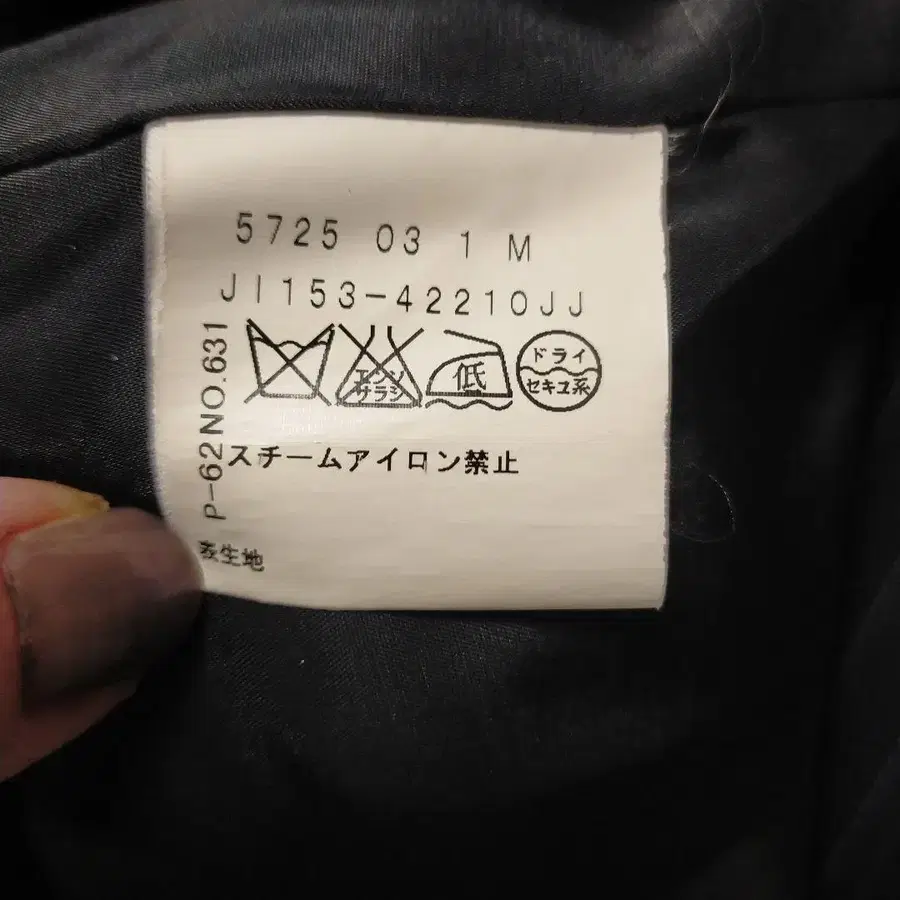 5725 03 1 M
JI153-42210JJ
エンソ
サラシ
低
ドライ
セキユ系
P-62NO.631
スチームアイロン禁止
表生地